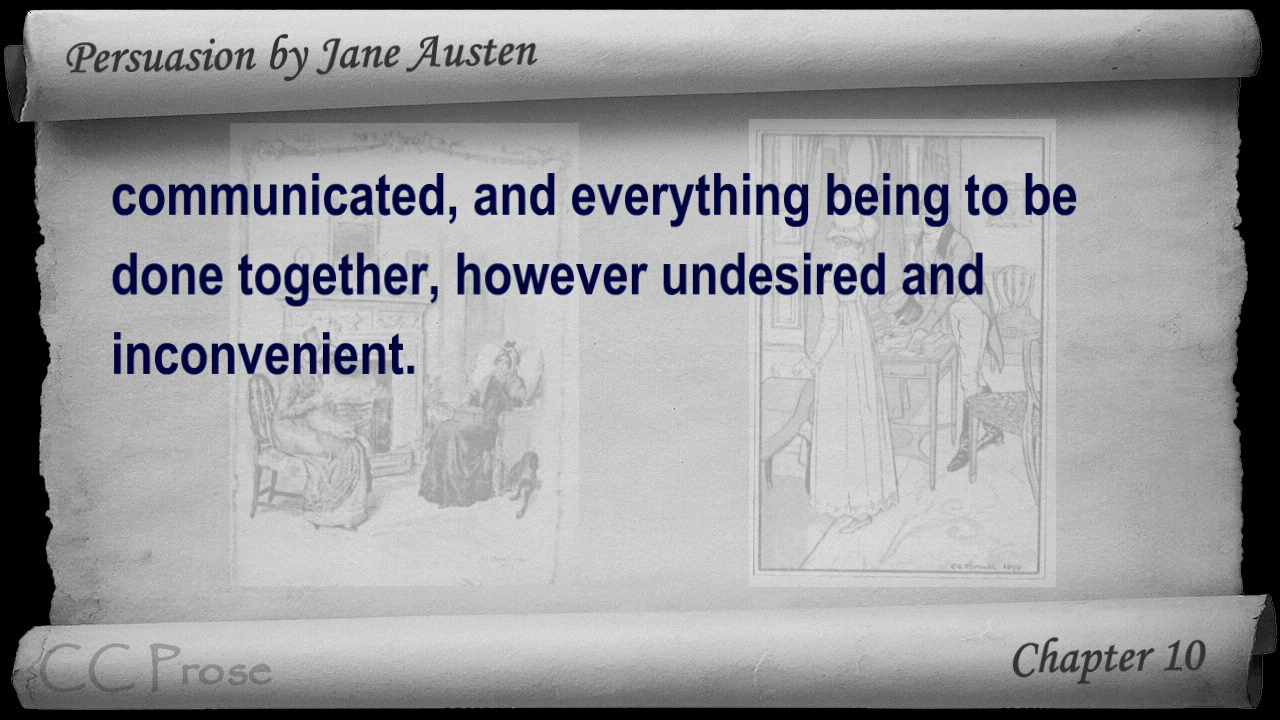 Persuasion by Jane Austen
communicated, and everything being to be
done together, however undesired and
inconvenient.
CC Prose
Chapter 10